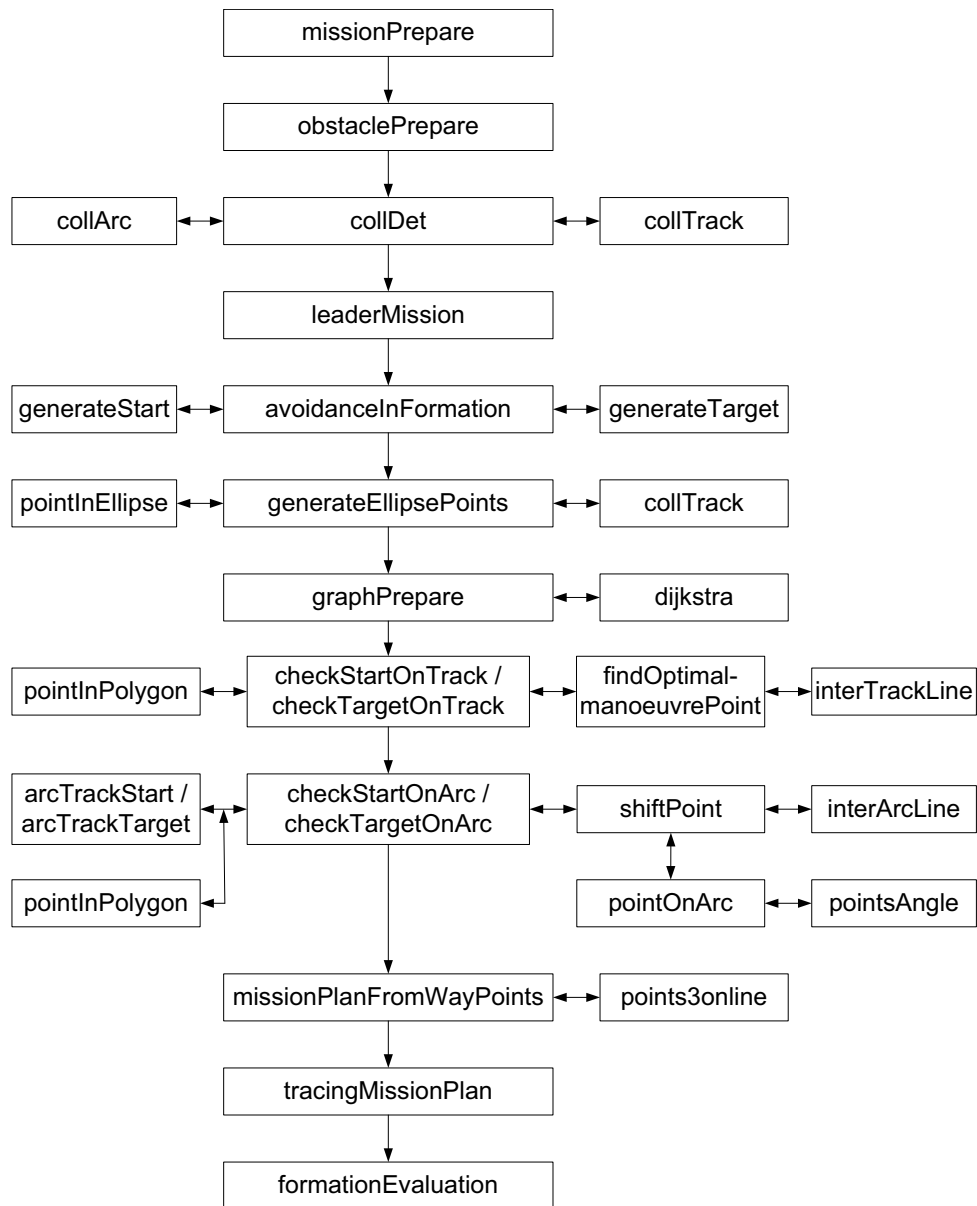 missionPrepare
obstaclePrepare
collArc
collDet
collTrack
leaderMission
generateStart
avoidanceInFormation
generateTarget
pointInEllipse
generateEllipsePoints
collTrack
graphPrepare
dijkstra
pointInPolygon
checkStartOnTrack /
checkTargetOnTrack
findOptimal-
manoeuvrePoint
interTrackLine
arcTrackStart /
arcTrackTarget
checkStartOnArc /
checkTargetOnArc
shiftPoint
interArcLine
pointInPolygon
pointOnArc
pointsAngle
missionPlanFromWayPoints
points3online
tracingMissionPlan
formationEvaluation